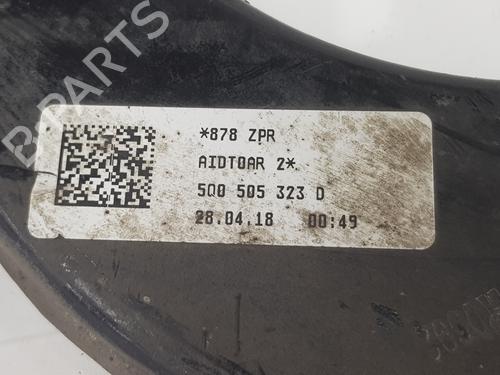 B-PARTS
*878 ZPR
AIDTOAR 2*
5Q0 505 323 D
28.04.18 00:49